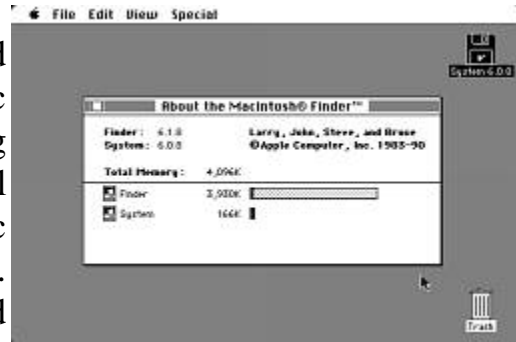 d
c
g
l
c
.
d
File Edit View Special
System 6.0.8
About the Macintosh® Finder™
Finder: 6.1.8 Larry, John, Steve, and Bruce
System: 6.0.8 ©Apple Computer, Inc. 1983-90
Total Memory: 4,096K
Finder 3,930K
System 166K
Trash